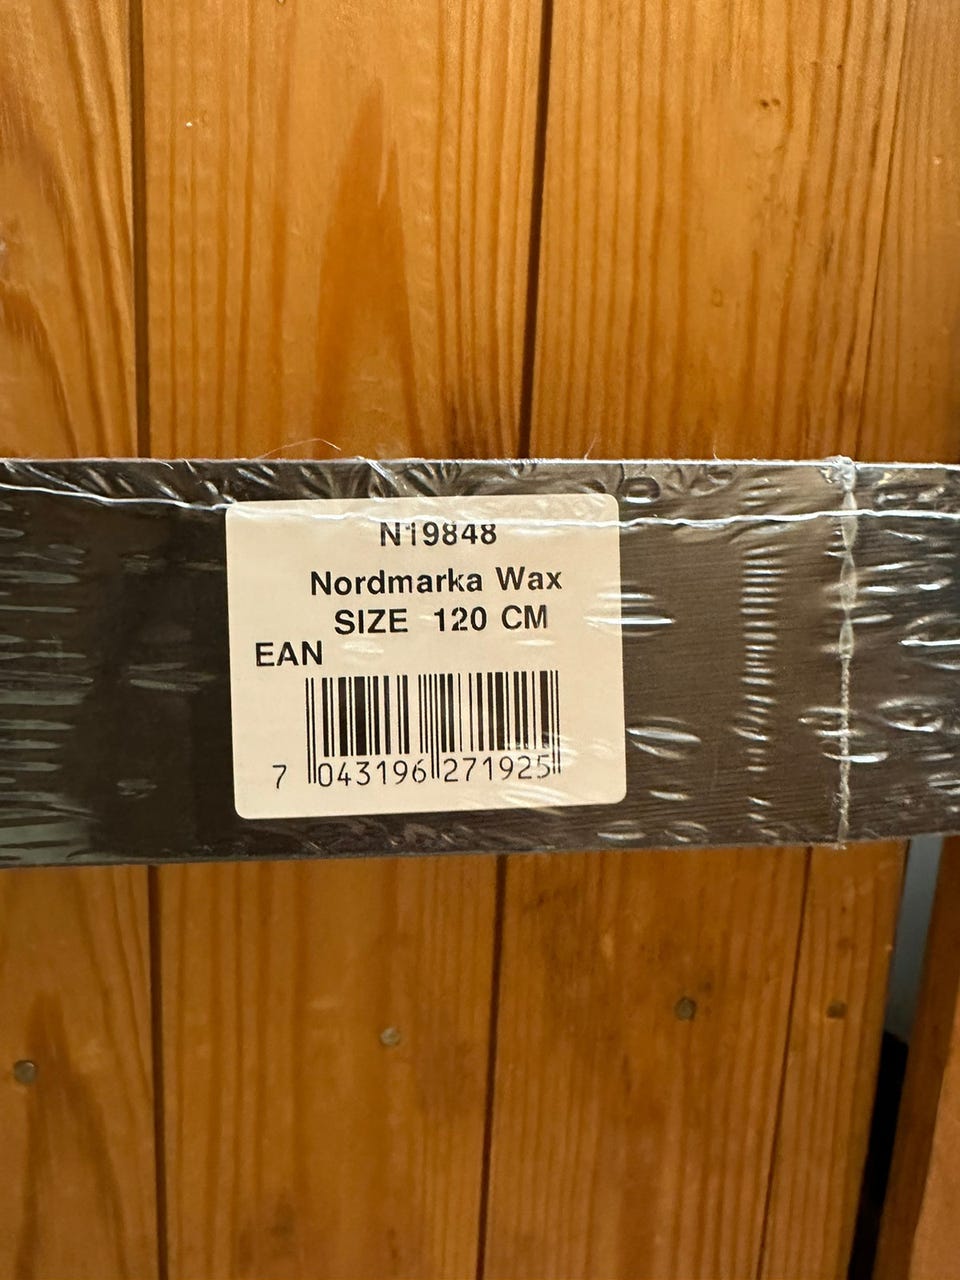 N19848
Nordmarka Wax
SIZE 120 CM
EAN
7 043196 271925